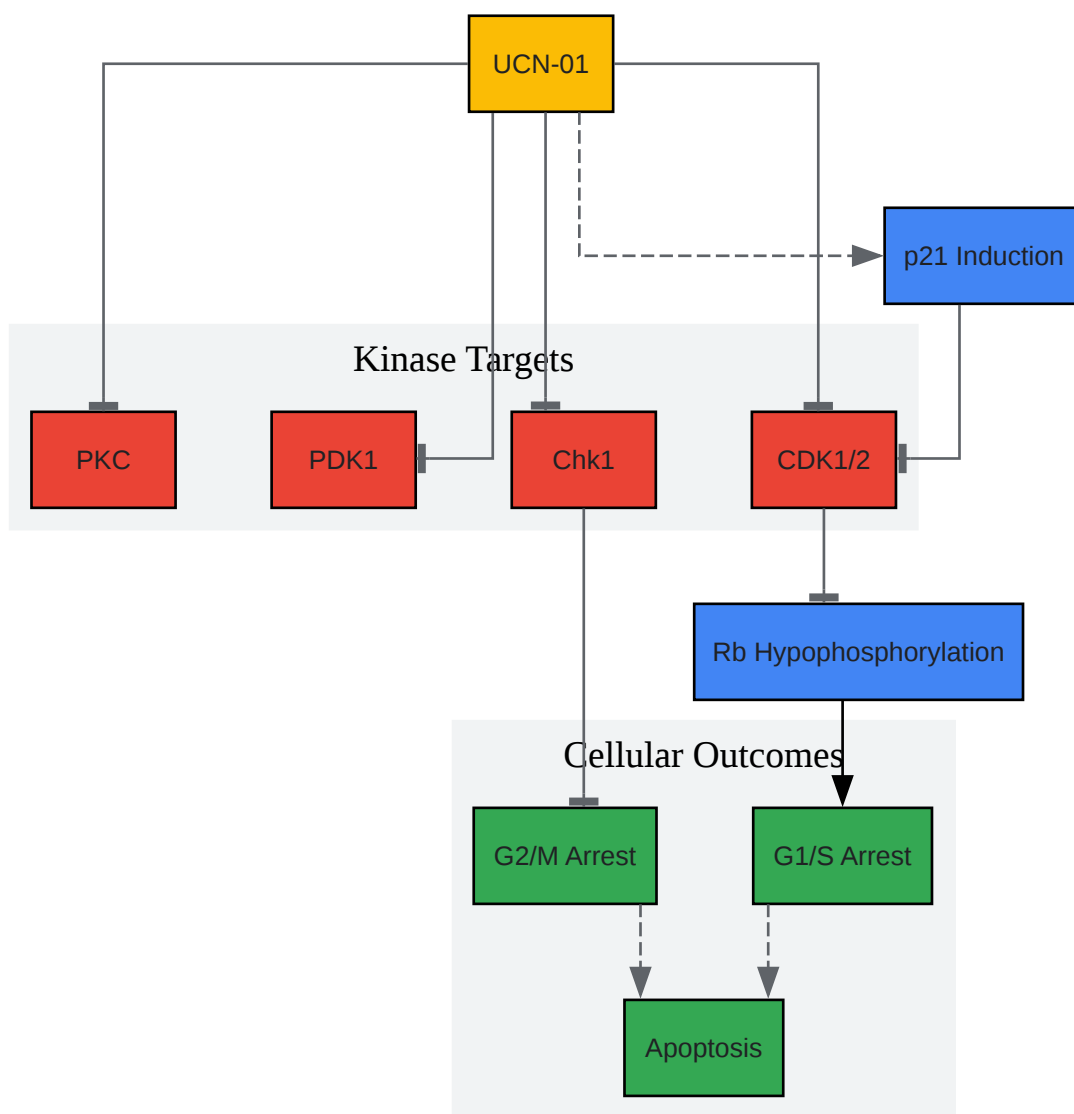 UCN-01
p21 Induction
Kinase Targets
PKC
PDK1
Chk1
CDK1/2
Rb Hypophosphorylation
Cellular Outcomes
G2/M Arrest
G1/S Arrest
Apoptosis